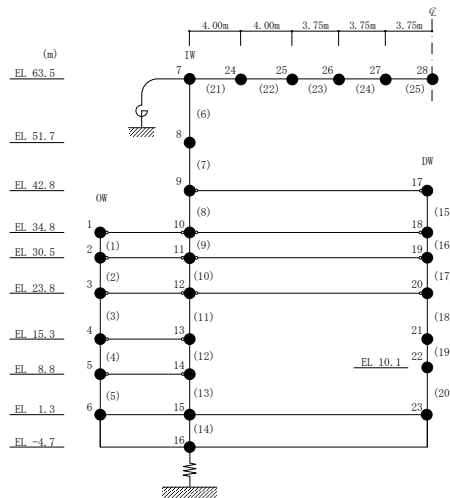 ℄
4.00m 4.00m 3.75m 3.75m 3.75m
(m) IW
EL 63.5 7 24 25 26 27 28
(21) (22) (23) (24) (25)
(6)
EL 51.7 8
(7) DW
EL 42.8 9 17
OW (8) (15
EL 34.8 1 10 18
(1) (9) (16
EL 30.5 2 11 19
(2) (10) (17
EL 23.8 3 12 20
(3) (11) (18
EL 15.3 4 13 21
(4) (12) (19
EL 10.1 22
EL 8.8 5 14
(5) (13) (20
EL 1.3 6 15 23
(14)
EL -4.7 16